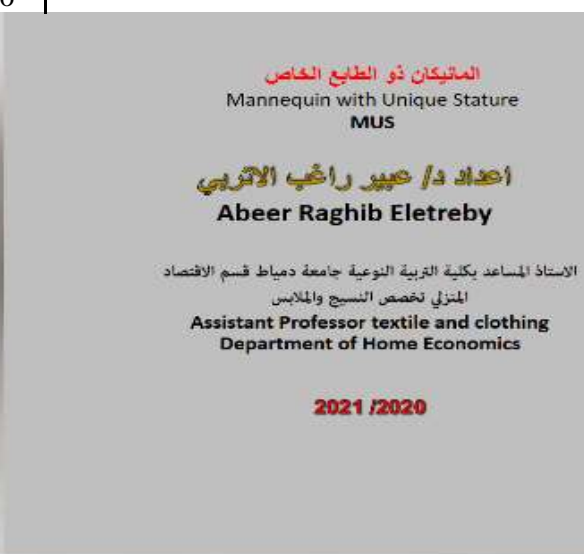 المانيكان ذو الطابع الخاص
Mannequin with Unique Stature
MUS
اعداد د/ عبير راغب الاتربي
Abeer Raghib Eletreby
الاستاذ المساعد بكلية التربية النوعية جامعة دمياط قسم الاقتصاد
المنزلي تخصص النسيج والملابس
Assistant Professor textile and clothing
Department of Home Economics
2021 /2020